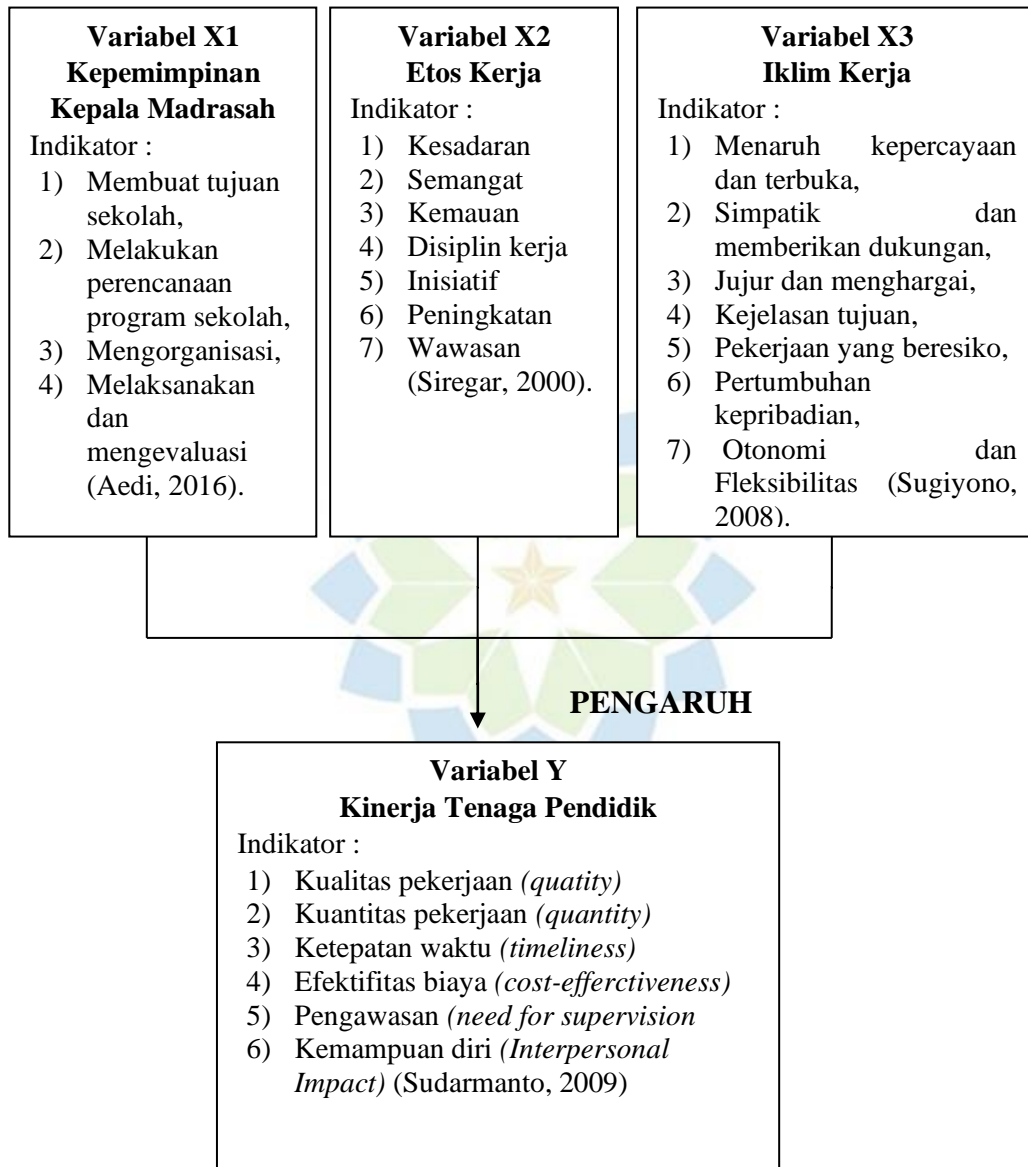 Variabel X1
Kepemimpinan
Kepala Madrasah
Indikator :
1) Membuat tujuan
sekolah,
2) Melakukan
perencanaan
program sekolah,
3) Mengorganisasi,
4) Melaksanakan
dan
mengevaluasi
(Aedi, 2016).
Variabel X2
Etos Kerja
Indikator :
1) Kesadaran
2) Semangat
3) Kemauan
4) Disiplin kerja
5) Inisiatif
6) Peningkatan
7) Wawasan
(Siregar, 2000).
Variabel X3
Iklim Kerja
Indikator :
1) Menaruh kepercayaan
dan terbuka,
2) Simpatik dan
memberikan dukungan,
3) Jujur dan menghargai,
4) Kejelasan tujuan,
5) Pekerjaan yang beresiko,
6) Pertumbuhan
kepribadian,
7) Otonomi dan
Fleksibilitas (Sugiyono,
2008).
PENGARUH
Variabel Y
Kinerja Tenaga Pendidik
Indikator :
1) Kualitas pekerjaan (quatity)
2) Kuantitas pekerjaan (quantity)
3) Ketepatan waktu (timeliness)
4) Efektifitas biaya (cost-efferctiveness)
5) Pengawasan (need for supervision
6) Kemampuan diri (Interpersonal
Impact) (Sudarmanto, 2009)